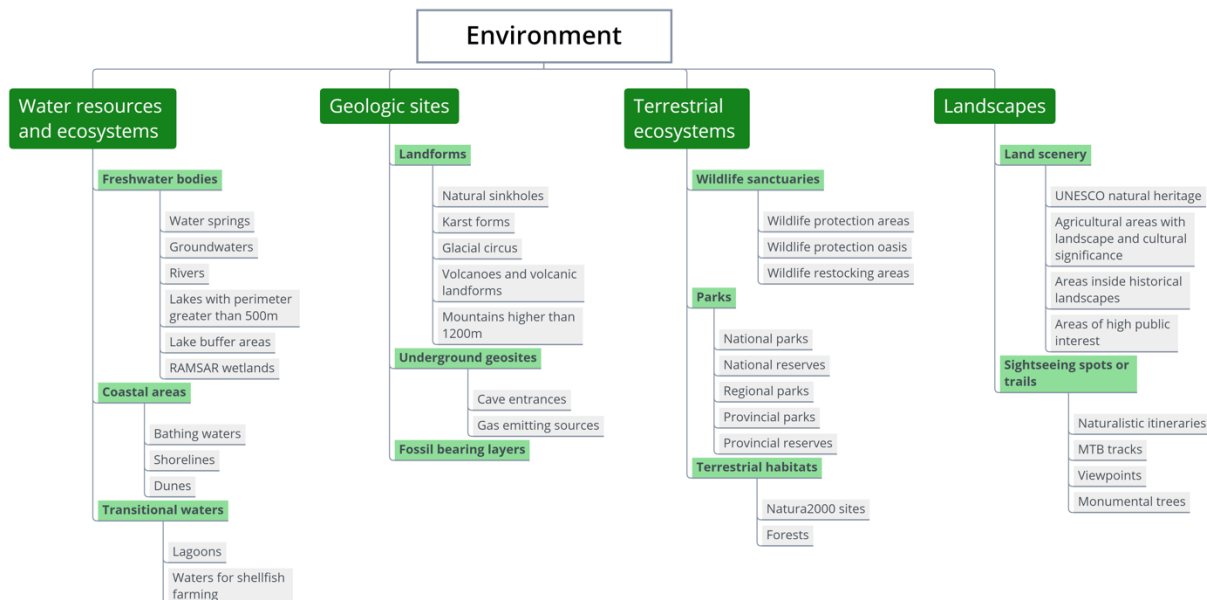 Environment
Water resources
and ecosystems
Freshwater bodies
Water springs
Groundwaters
Rivers
Lakes with perimeter
greater than 500m
Lake buffer areas
RAMSAR wetlands
Coastal areas
Bathing waters
Shorelines
Dunes
Transitional waters
Lagoons
Waters for shellfish
farming
Geologic sites
Landforms
Natural sinkholes
Karst forms
Glacial circus
Volcanoes and volcanic
landforms
Mountains higher than
1200m
Underground geosites
Cave entrances
Gas emitting sources
Fossil bearing layers
Terrestrial
ecosystems
Wildlife sanctuaries
Wildlife protection areas
Wildlife protection oasis
Wildlife restocking areas
Parks
National parks
National reserves
Regional parks
Provincial parks
Provincial reserves
Terrestrial habitats
Natura2000 sites
Forests
Landscapes
Land scenery
UNESCO natural heritage
Agricultural areas with
landscape and cultural
significance
Areas inside historical
landscapes
Areas of high public
interest
Sightseeing spots or
trails
Naturalistic itineraries
MTB tracks
Viewpoints
Monumental trees